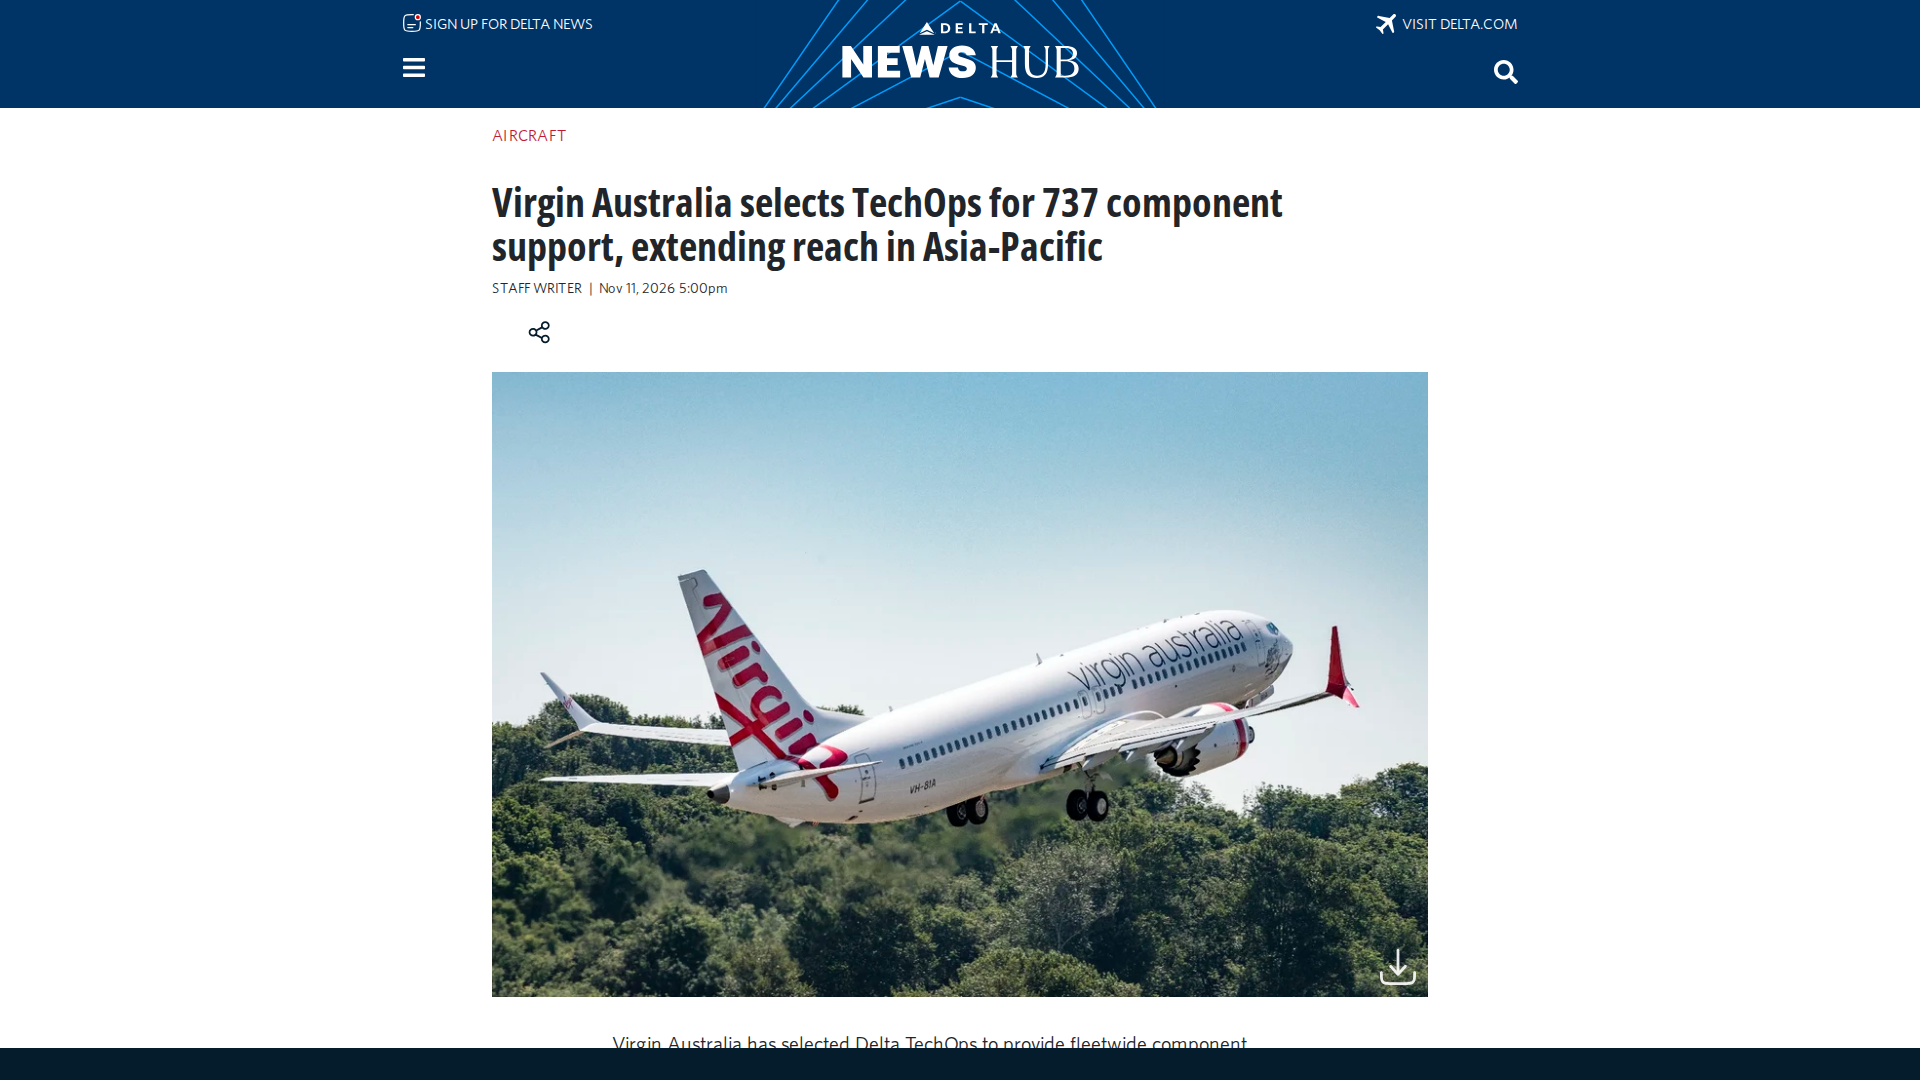 SIGN UP FOR DELTA NEWS
DELTA
NEWS HUB
VISIT DELTA.COM
AIRCRAFT
Virgin Australia selects TechOps for 737 component
support, extending reach in Asia-Pacific
STAFF WRITER | Nov 11, 2026 5:00pm
Virgin
virgin australia
VH-8IA
Virgin Australia has selected Delta TechOps to provide fleetwide component